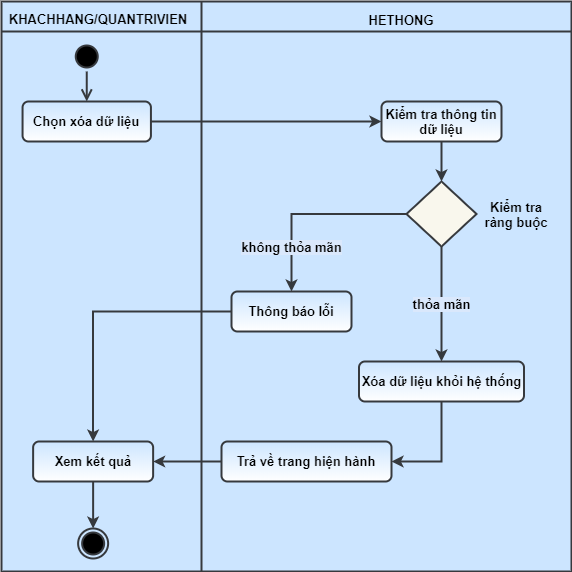 KHACHHANG/QUANTRIVIEN
HETHONG
Chọn xóa dữ liệu
Kiểm tra thông tin
dữ liệu
Kiểm tra
ràng buộc
không thỏa mãn
thỏa mãn
Thông báo lỗi
Xóa dữ liệu khỏi hệ thống
Xem kết quả
Trả về trang hiện hành